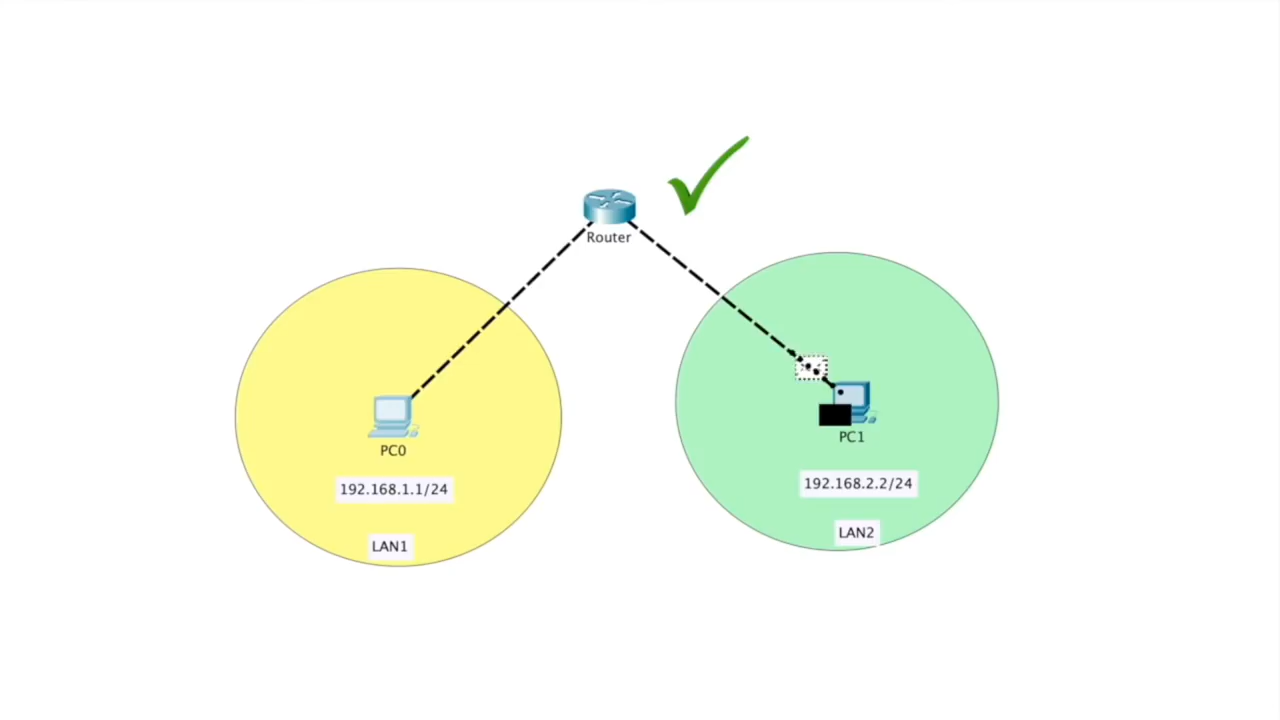 Router
PC0
192.168.1.1/24
LAN1
PC1
192.168.2.2/24
LAN2